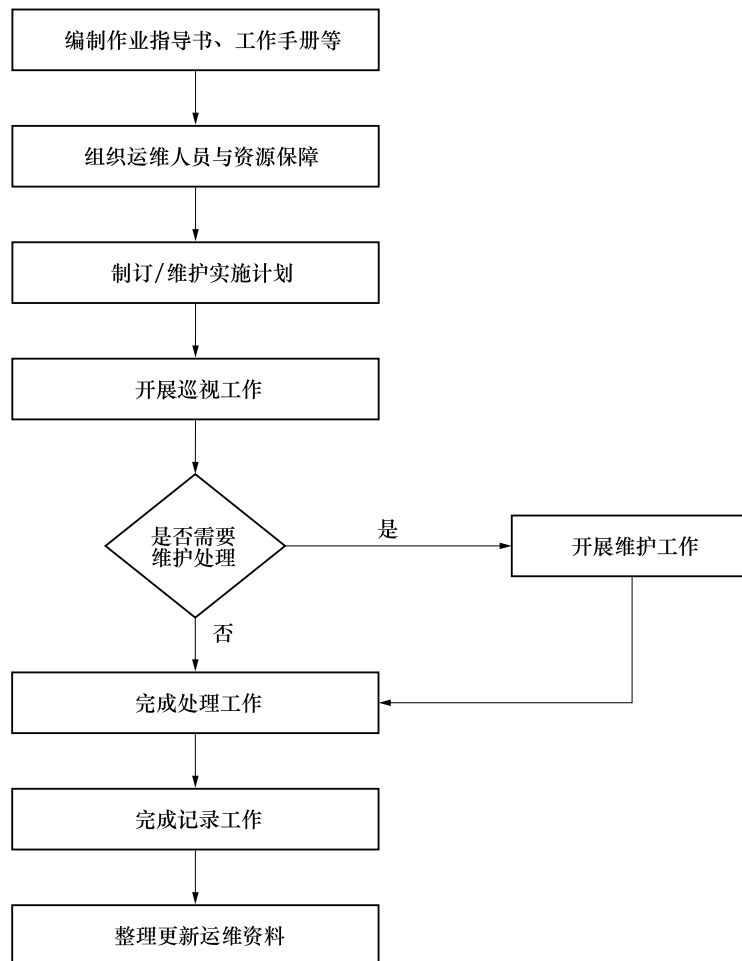 编制作业指导书、工作手册等
组织运维人员与资源保障
制订/维护实施计划
开展巡视工作
是否需要
维护处理
是
开展维护工作
否
完成处理工作
完成记录工作
整理更新运维资料